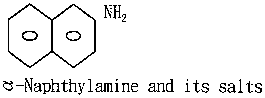 NH₂
α-Naphthylamine and its salts